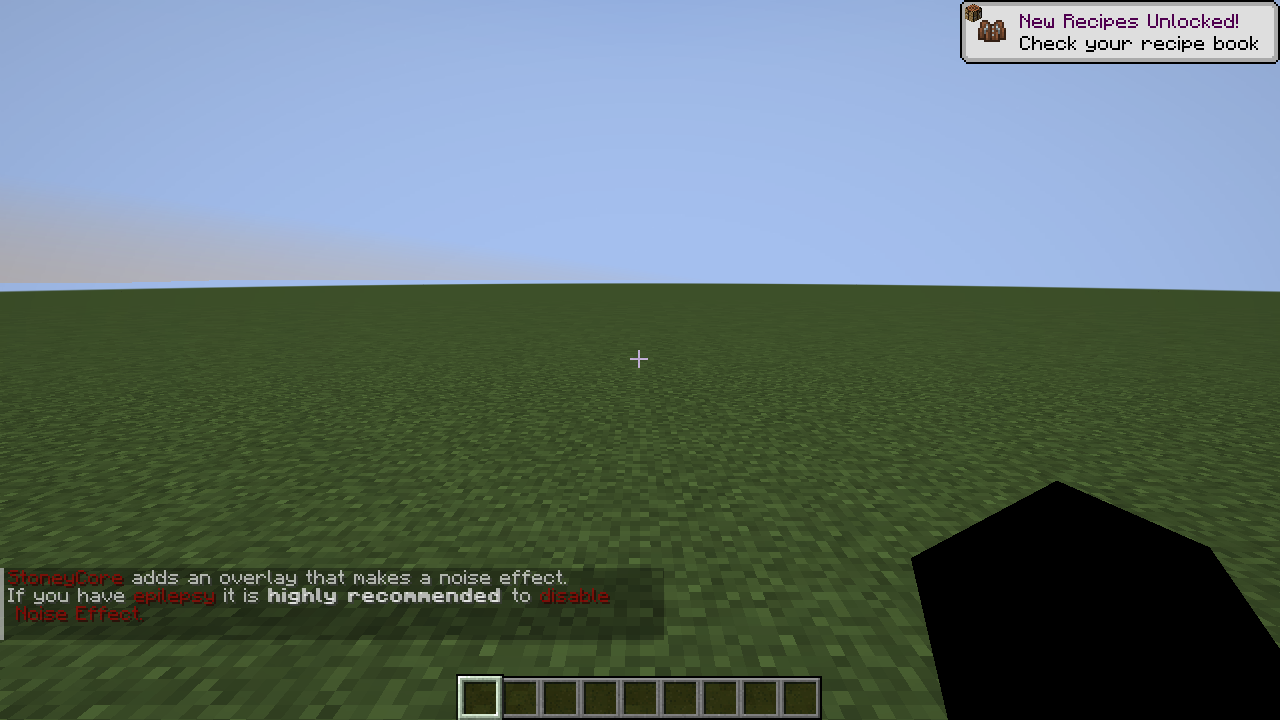 New Recipes Unlocked!
Check your recipe book
StoneyCore adds an overlay that makes a noise effect.
If you have epilepsy it is highly recommended to disable
Noise Effect.